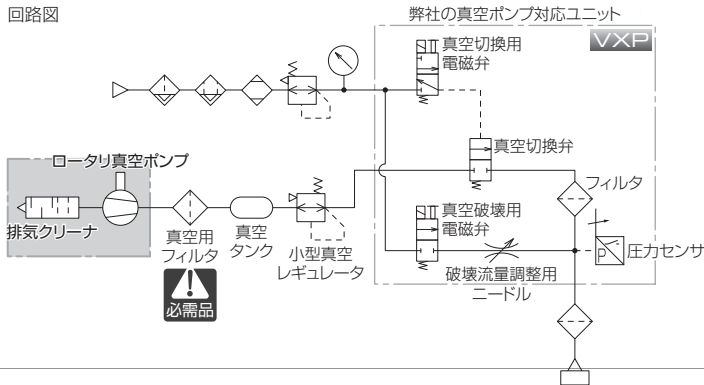 回路図
弊社の真空ポンプ対応ユニット
VXP
真空切換用
電磁弁
真空切換弁
ロータリ真空ポンプ
フィルタ
排気クリーナ
真空用
フィルタ
真空
タンク
小型真空
レギュレータ
真空破壊用
電磁弁
破壊流量調整用
ニードル
P
圧力センサ
必需品